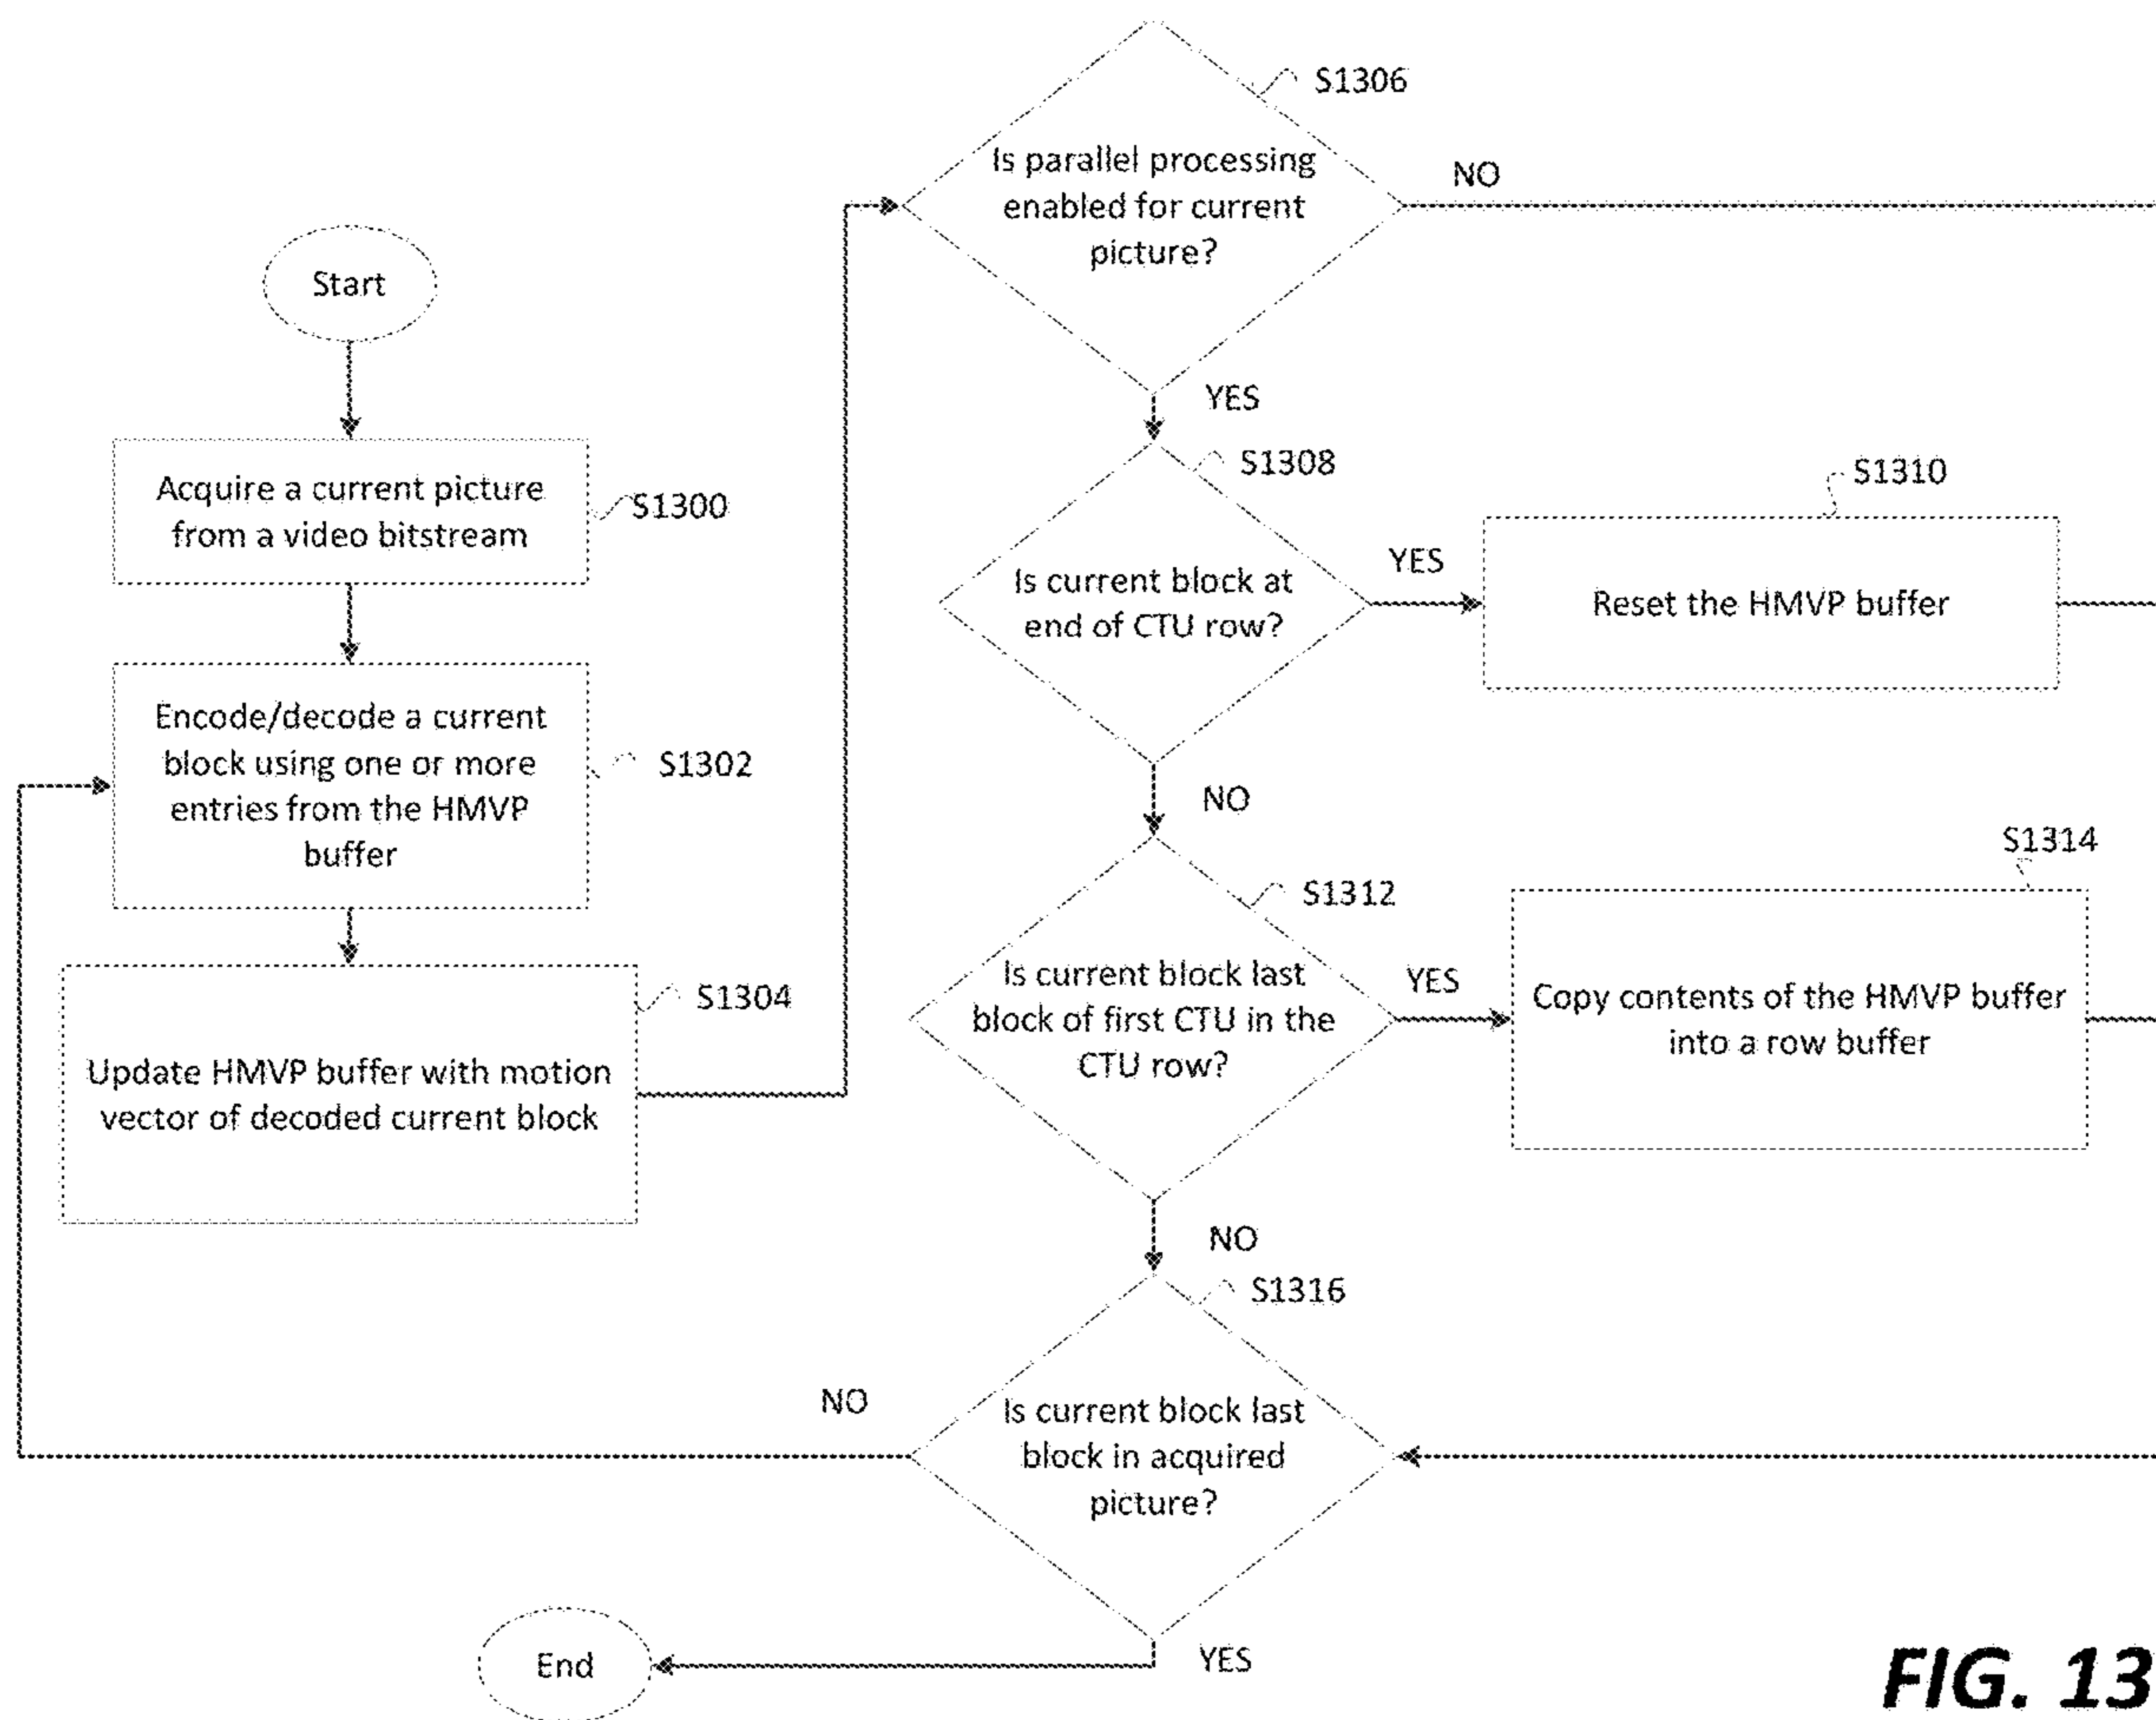 Start
Acquire a current picture
from a video bitstream
S1300
Encode/decode a current
block using one or more
entries from the HMVP
buffer
S1302
Update HMVP buffer with motion
vector of decoded current block
S1304
Is parallel processing
enabled for current
picture?
S1306
NO
YES
Is current block at
end of CTU row?
S1308
YES
Reset the HMVP buffer
S1310
NO
Is current block last
block of first CTU in the
CTU row?
S1312
YES
Copy contents of the HMVP buffer
into a row buffer
S1314
NO
Is current block last
block in acquired
picture?
S1316
NO
YES
End
FIG. 13